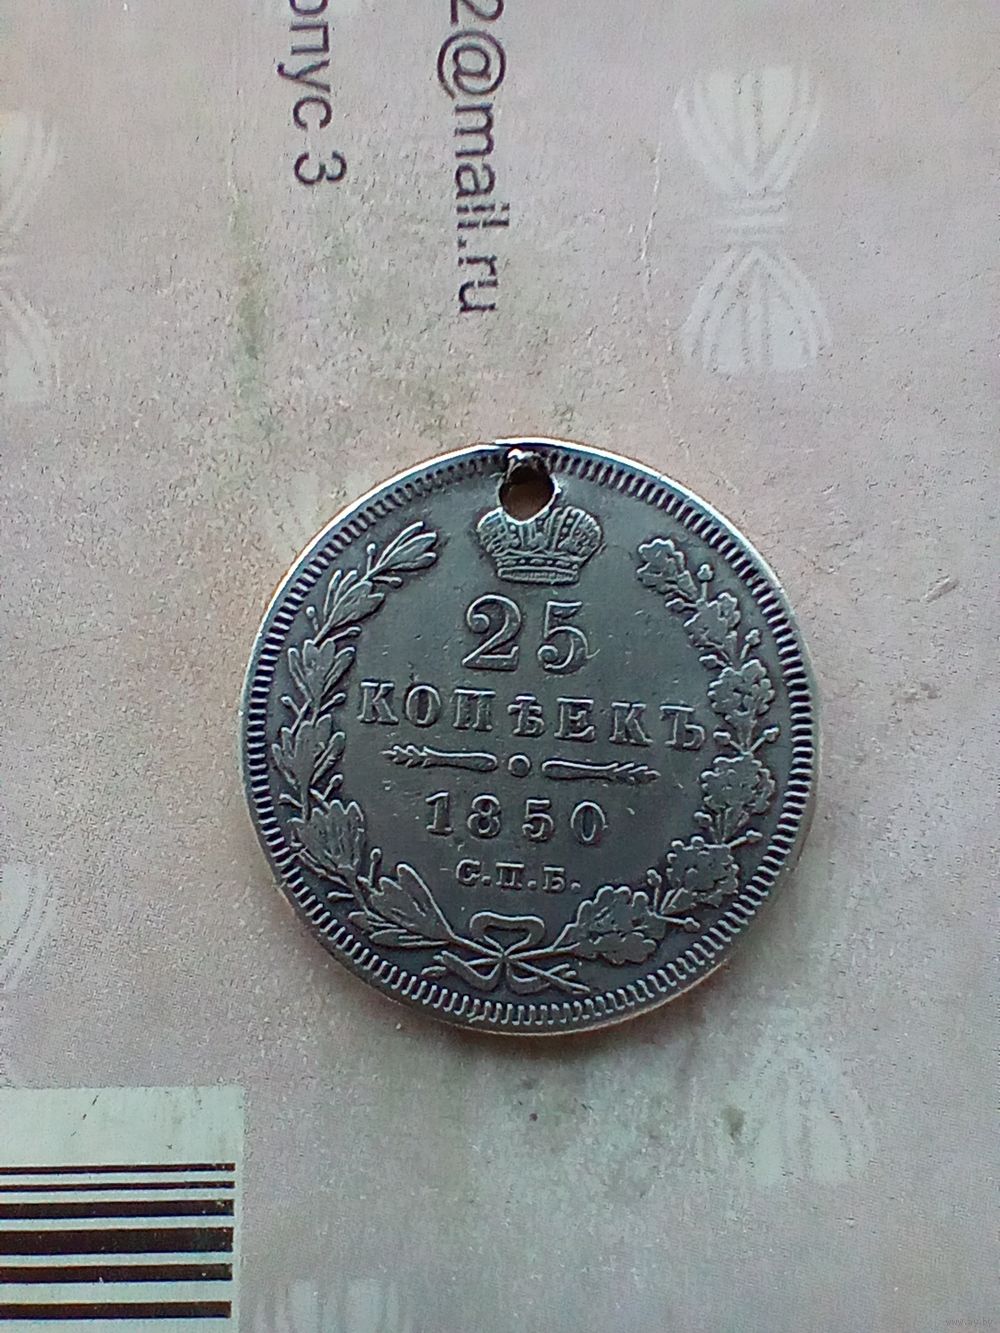 2@mail.ru
опус 3
25
КОПѢЕКЪ
1850
С.П.Б.